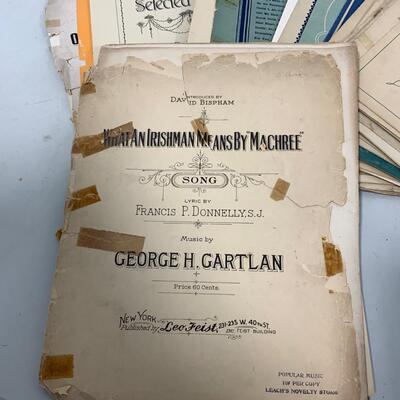 Selected
INTRODUCED BY
DAVID BISPHAM
"WHAT AN IRISHMAN MEANS BY 'MACHREE'"
SONG
LYRIC BY
FRANCIS P. DONNELLY, S.J.
Music by
GEORGE H. GARTLAN
Price 60 Cents.
NEW YORK
Published by Leo Feist, 231-235 W. 40TH ST.
FEIST BUILDING
POPULAR MUSIC
10¢ PER COPY
LEACH'S NOVELTY STORE